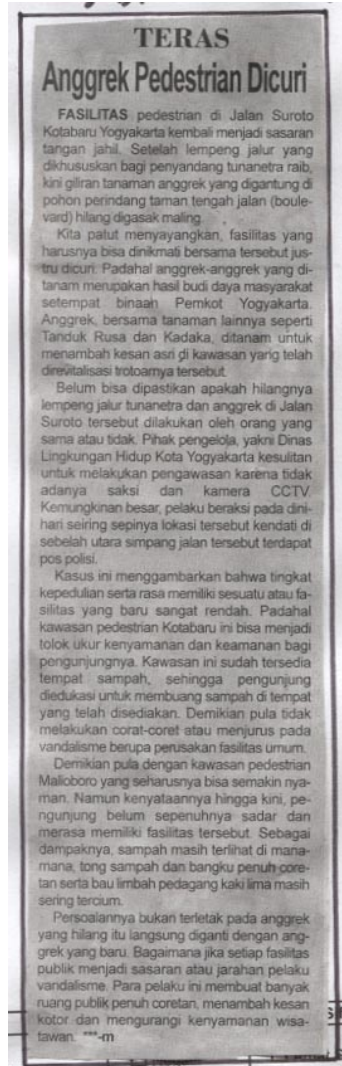 TERAS
Anggrek Pedestrian Dicuri
FASILITAS pedestrian di Jalan Suroto
Kotabaru Yogyakarta kembali menjadi sasaran
tangan jahil. Setelah lempeng jalur yang
dikhususkan bagi penyandang tunanetra raib,
kini giliran tanaman anggrek yang digantung di
pohon perindang taman tengah jalan (boule-
vard) hilang digasak maling.
Kita patut menyayangkan, fasilitas yang
harusnya bisa dinikmati bersama tersebut jus-
tru dicuri. Padahal anggrek-anggrek yang di-
tanam merupakan hasil budi daya masyarakat
setempat binaan Pemkot Yogyakarta.
Anggrek, bersama tanaman lainnya seperti
Tanduk Rusa dan Kadaka, ditanam untuk
menambah kesan asri di kawasan yang telah
direvitalisasi trotoarnya tersebut.
Belum bisa dipastikan apakah hilangnya
lempeng jalur tunanetra dan anggrek di Jalan
Suroto tersebut dilakukan oleh orang yang
sama atau tidak. Pihak pengelola, yakni Dinas
Lingkungan Hidup Kota Yogyakarta kesulitan
untuk melakukan pengawasan karena tidak
adanya saksi dan kamera CCTV.
Kemungkinan besar, pelaku beraksi pada dini-
hari seiring sepinya lokasi tersebut kendati di
sebelah utara simpang jalan tersebut terdapat
pos polisi.
Kasus ini menggambarkan bahwa tingkat
kepedulian serta rasa memiliki sesuatu atau fa-
silitas yang baru sangat rendah. Padahal
kawasan pedestrian Kotabaru ini bisa menjadi
tolok ukur kenyamanan dan keamanan bagi
pengunjungnya. Kawasan ini sudah tersedia
tempat sampah, sehingga pengunjung
diedukasi untuk membuang sampah di tempat
yang telah disediakan. Demikian pula tidak
melakukan corat-coret atau menjurus pada
vandalisme berupa perusakan fasilitas umum.
Demikian pula dengan kawasan pedestrian
Malioboro yang seharusnya bisa semakin nya-
man. Namun kenyataannya hingga kini, pe-
ngunjung belum sepenuhnya sadar dan
merasa memiliki fasilitas tersebut. Sebagai
dampaknya, sampah masih terlihat di mana-
mana, tong sampah dan bangku penuh core-
tan serta bau limbah pedagang kaki lima masih
sering tercium.
Persoalannya bukan terletak pada anggrek
yang hilang itu langsung diganti dengan ang-
grek yang baru. Bagaimana jika setiap fasilitas
publik menjadi sasaran atau jarahan pelaku
vandalisme. Para pelaku ini membuat banyak
ruang publik penuh coretan, menambah kesan
kotor dan mengurangi kenyamanan wisa-
tawan. ***-m